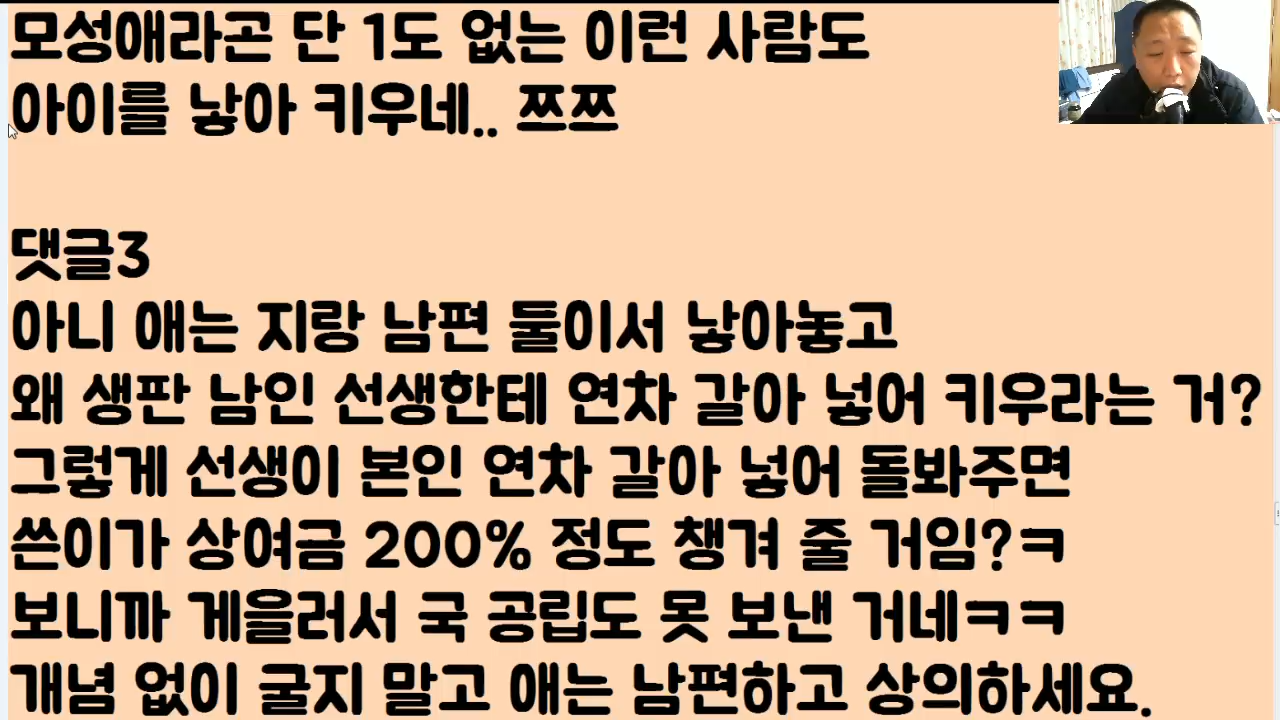 모성애라곤 단 1도 없는 이런 사람도
아이를 낳아 키우네.. 쯔쯔
댓글3
아니 애는 지랑 남편 둘이서 낳아놓고
왜 생판 남인 선생한테 연차 갈아 넣어 키우라는 거?
그렇게 선생이 본인 연차 갈아 넣어 돌봐주면
쓴이가 상여금 200% 정도 챙겨 줄 거임?ㅋ
보니까 게을러서 국 공립도 못 보낸 거네ㅋㅋ
개념 없이 굴지 말고 애는 남편하고 상의하세요.